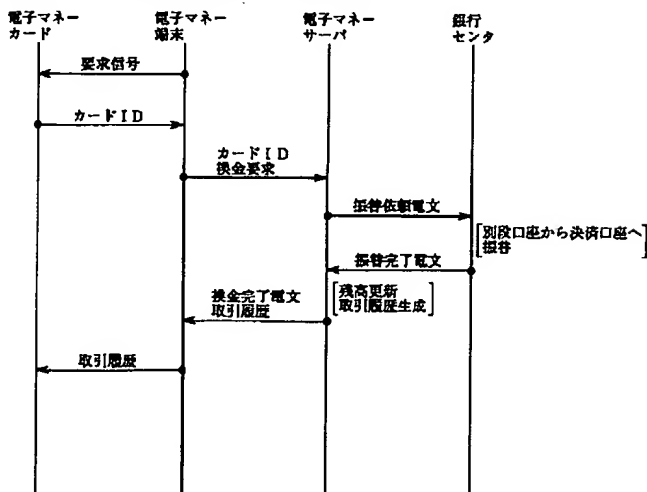 電子マネー
カード
電子マネー
端末
電子マネー
サーバ
銀行
センタ
要求信号
カードID
カードID
換金要求
振替依頼電文
別段口座から決済口座へ
振替
振替完了電文
残高更新
取引履歴生成
換金完了電文
取引履歴
取引履歴